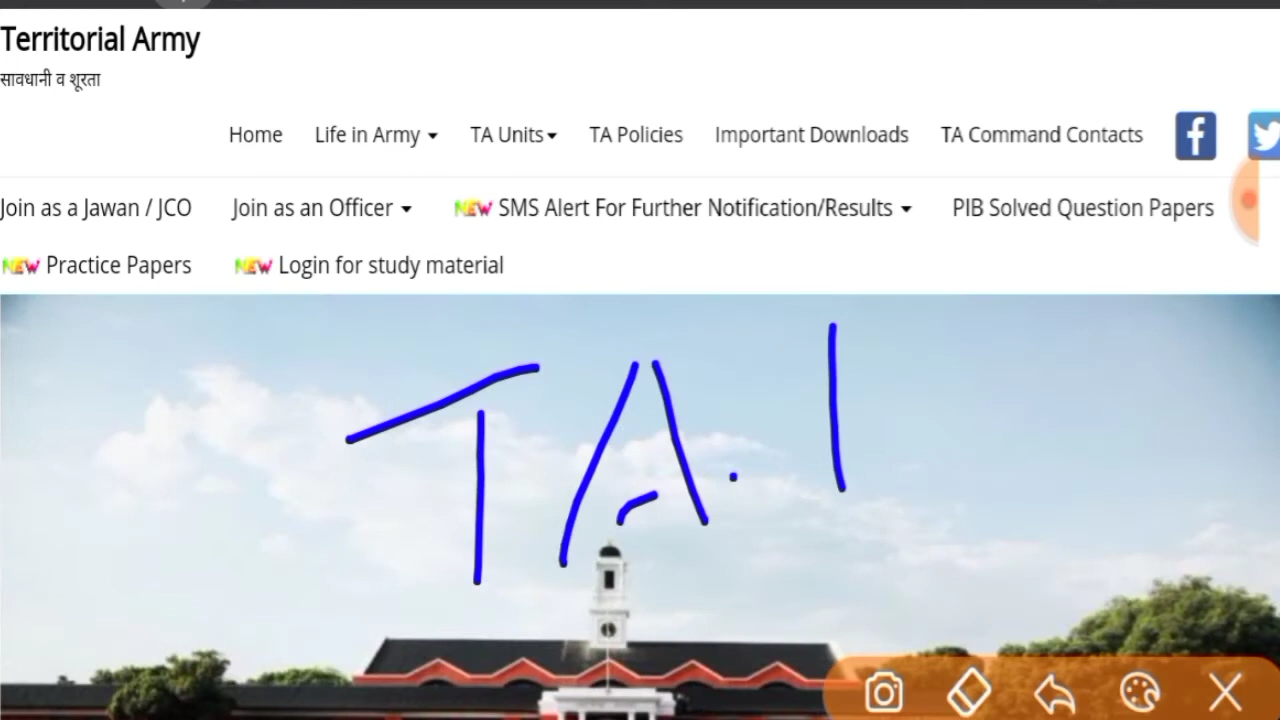 Territorial Army
सावधानी व शूरता
Home Life in Army TA Units TA Policies Important Downloads TA Command Contacts
Join as a Jawan / JCO Join as an Officer NEW SMS Alert For Further Notification/Results PIB Solved Question Papers
NEW Practice Papers NEW Login for study material
TA.